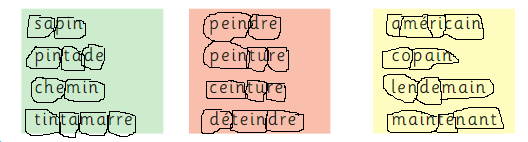 sapin
pintade
chemin
tintamarre
peindre
peinture
ceinture
déteindre
américain
copain
lendemain
maintenant